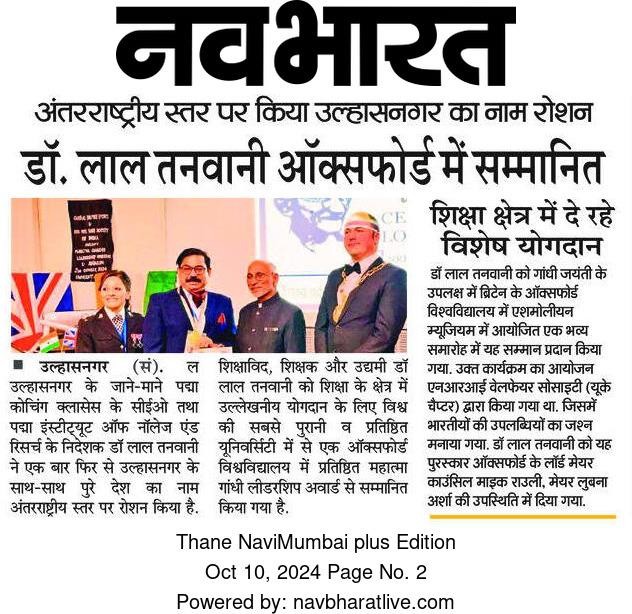 नवभारत
अंतरराष्ट्रीय स्तर पर किया उल्हासनगर का नाम रोशन
डॉ. लाल तनवानी ऑक्सफोर्ड में सम्मानित
CE
LO
■ उल्हासनगर (सं). ल
उल्हासनगर के जाने-माने पद्मा
कोचिंग क्लासेस के सीईओ तथा
पद्मा इंस्टीट्यूट ऑफ नॉलेज एंड
रिसर्च के निदेशक डॉ लाल तनवानी
ने एक बार फिर से उल्हासनगर के
साथ-साथ पुरे देश का नाम
अंतरराष्ट्रीय स्तर पर रोशन किया है.
शिक्षाविद, शिक्षक और उद्यमी डॉ
लाल तनवानी को शिक्षा के क्षेत्र में
उल्लेखनीय योगदान के लिए विश्व
की सबसे पुरानी व प्रतिष्ठित
यूनिवर्सिटी में से एक ऑक्सफोर्ड
विश्वविद्यालय में प्रतिष्ठित महात्मा
गांधी लीडरशिप अवार्ड से सम्मानित
किया गया है.
शिक्षा क्षेत्र में दे रहे
विशेष योगदान
डॉ लाल तनवानी को गांधी जयंती के
उपलक्ष में ब्रिटेन के ऑक्सफोर्ड
विश्वविद्यालय में एशमोलीयन
म्यूजियम में आयोजित एक भव्य
समारोह में यह सम्मान प्रदान किया
गया. उक्त कार्यक्रम का आयोजन
एनआरआई वेलफेयर सोसाइटी (यूके
चैप्टर) द्वारा किया गया था. जिसमें
भारतीयों की उपलब्धियों का जश्न
मनाया गया. डॉ लाल तनवानी को यह
पुरस्कार ऑक्सफोर्ड के लॉर्ड मेयर
काउंसिल माइक राउली, मेयर लुबना
अर्शा की उपस्थिति में दिया गया.
Thane NaviMumbai plus Edition
Oct 10, 2024 Page No. 2
Powered by: navbharatlive.com